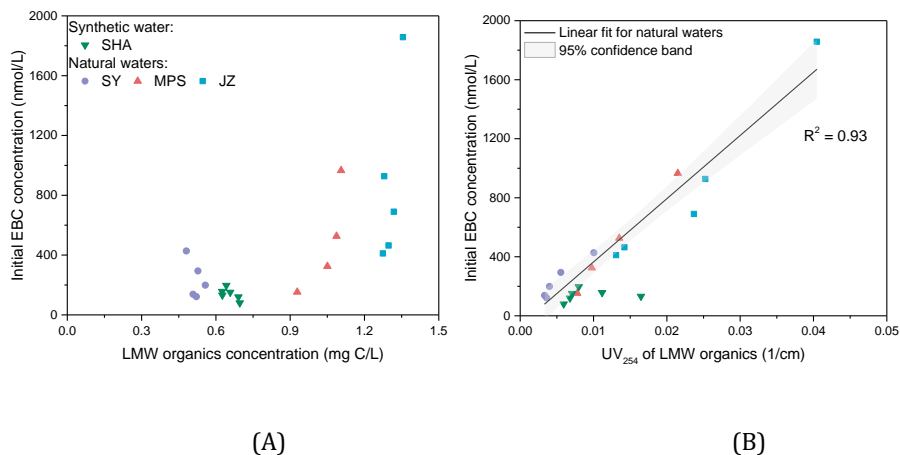 Synthetic water:
SHA
Natural waters:
SY MPS JZ
2000
1600
1200
800
400
0
Initial EBC concentration (nmol/L)
0.0 0.3 0.6 0.9 1.2 1.5
LMW organics concentration (mg C/L)
(A)
B
Linear fit for natural waters
95% confidence band
R² = 0.93
2000
1600
1200
800
400
0
Initial EBC concentration (nmol/L)
0.00 0.01 0.02 0.03 0.04 0.05
UV₂₅₄ of LMW organics (1/cm)
(B)